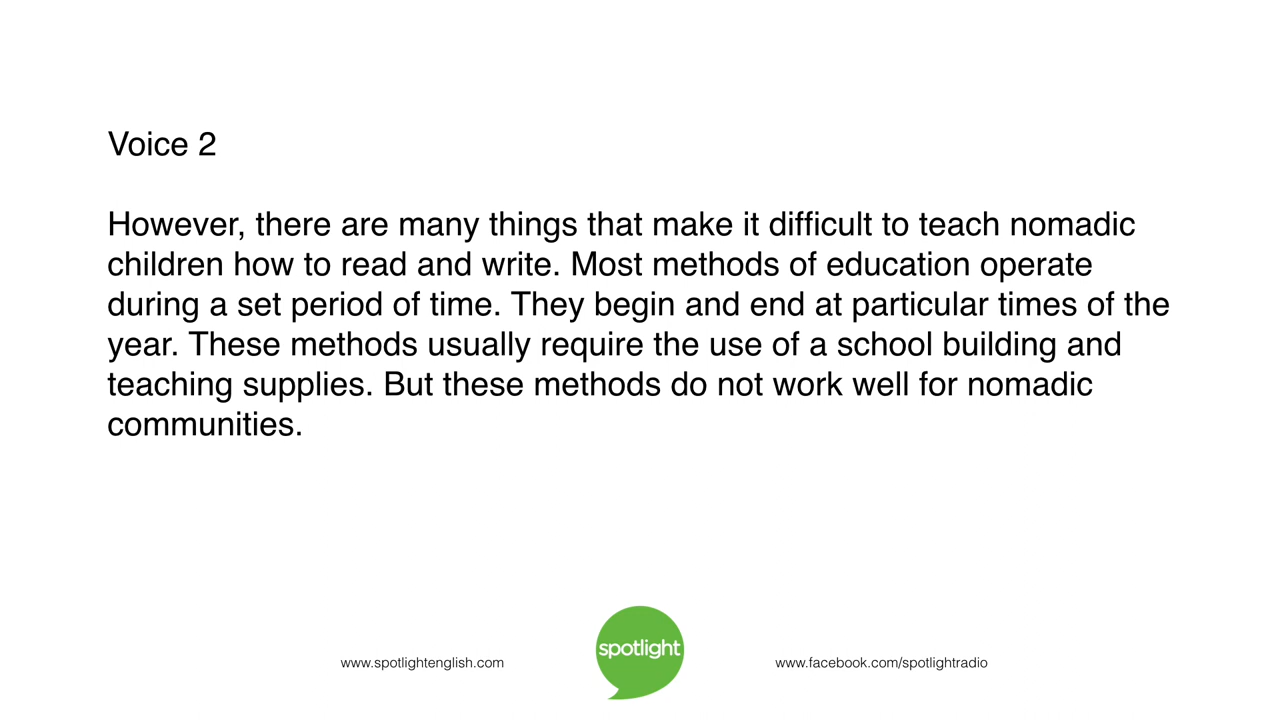 Voice 2
However, there are many things that make it difficult to teach nomadic
children how to read and write. Most methods of education operate
during a set period of time. They begin and end at particular times of the
year. These methods usually require the use of a school building and
teaching supplies. But these methods do not work well for nomadic
communities.
www.spotlightenglish.com
spotlight
www.facebook.com/spotlightradio